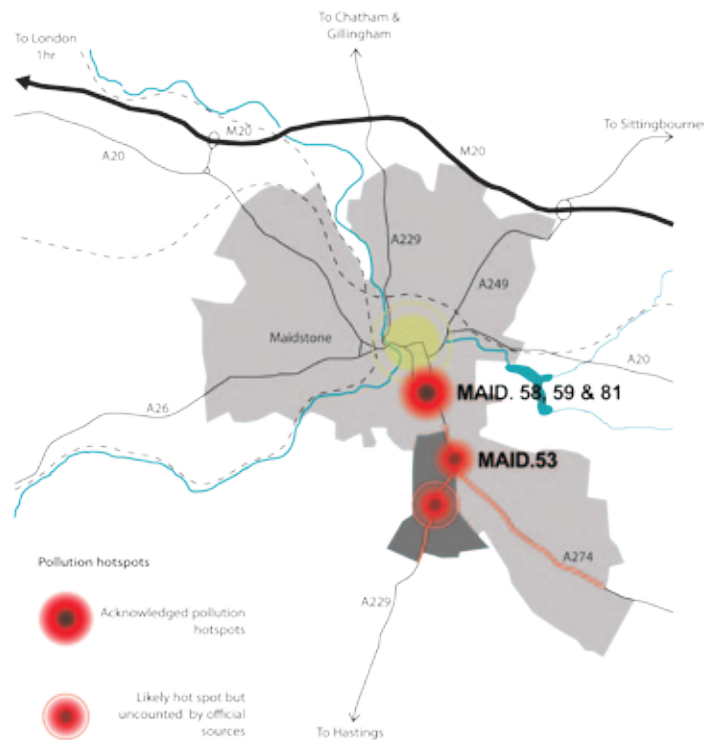 To Chatham &
Gillingham
To London
1hr
To Sittingbourne
M20
M20
A20
A229
A249
Maidstone
A20
MAID. 58, 59 & 81
A26
MAID.53
A274
Pollution hotspots
A229
Acknowledged pollution
hotspots
Likely hot spot but
uncounted by official
sources
To Hastings